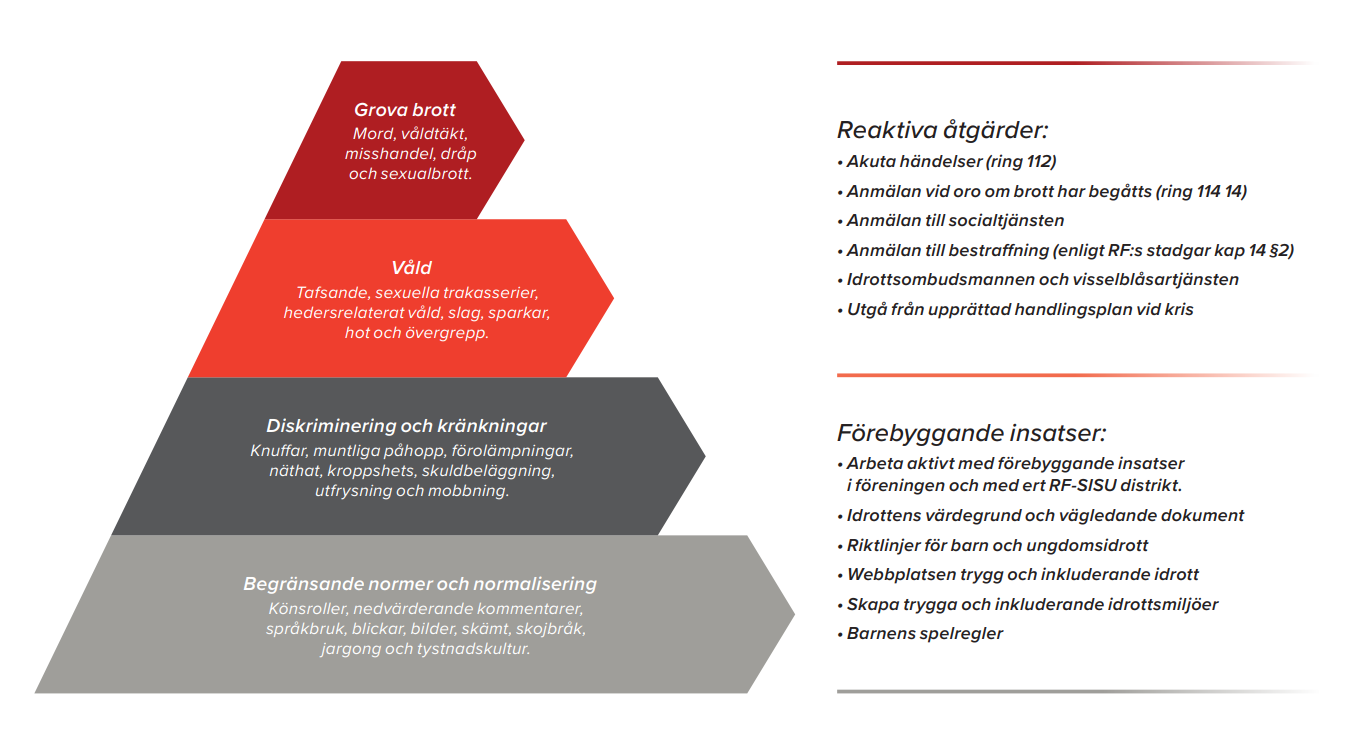 Grova brott
Mord, våldtäkt,
misshandel, dråp
och sexualbrott.
Våld
Tafsande, sexuella trakasserier,
hedersrelaterat våld, slag, sparkar,
hot och övergrepp.
Diskriminering och kränkningar
Knuffar, muntliga påhopp, förolämpningar,
näthat, kroppshets, skuldbeläggning,
utfrysning och mobbning.
Begränsande normer och normalisering
Könsroller, nedvärderande kommentarer,
språkbruk, blickar, bilder, skämt, skojbråk,
jargong och tystnadskultur.
Reaktiva åtgärder:
• Akuta händelser (ring 112)
• Anmälan vid oro om brott har begåtts (ring 114 14)
• Anmälan till socialtjänsten
• Anmälan till bestraffning (enligt RF:s stadgar kap 14 §2)
• Idrottsombudsmannen och visselblåsartjänsten
• Utgå från upprättad handlingsplan vid kris
Förebyggande insatser:
• Arbeta aktivt med förebyggande insatser
i föreningen och med ert RF-SISU distrikt.
• Idrottens värdegrund och vägledande dokument
• Riktlinjer för barn och ungdomsidrott
• Webbplatsen trygg och inkluderande idrott
• Skapa trygga och inkluderande idrottsmiljöer
• Barnens spelregler